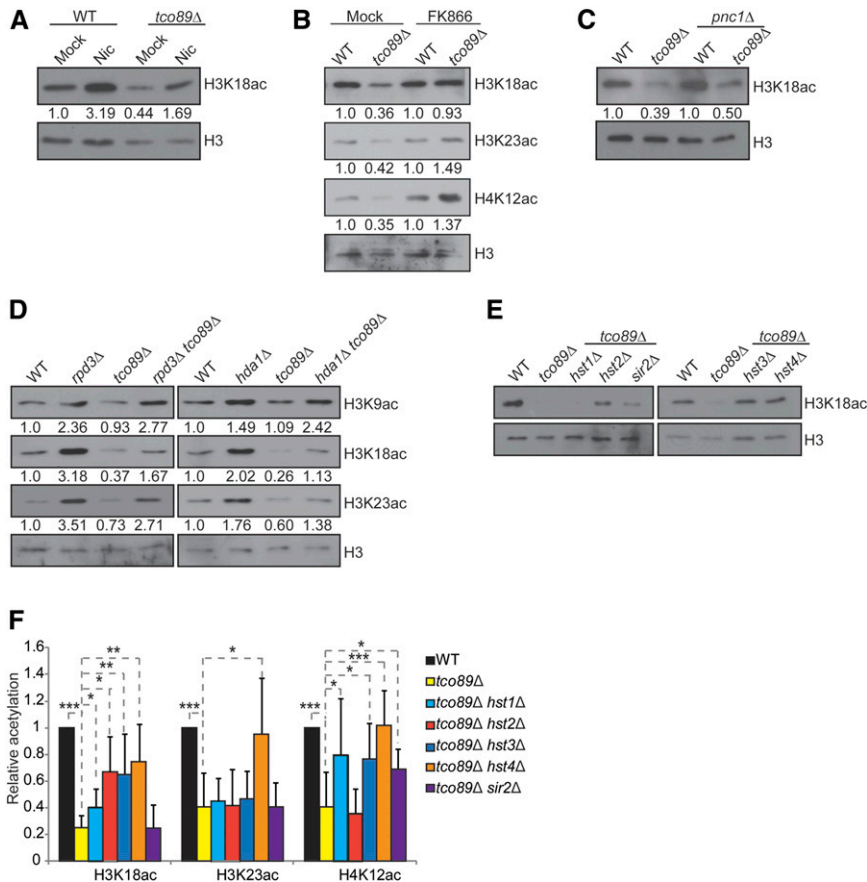 A
WT tco89Δ
Mock Nic Mock Nic
H3K18ac
1.0 3.19 0.44 1.69
H3
B
Mock FK866
WT tco89Δ WT tco89Δ
H3K18ac
1.0 0.36 1.0 0.93
H3K23ac
1.0 0.42 1.0 1.49
H4K12ac
1.0 0.35 1.0 1.37
H3
C
pnc1Δ
WT tco89Δ WT tco89Δ
H3K18ac
1.0 0.39 1.0 0.50
H3
D
WT rpd3Δ tco89Δ rpd3Δ tco89Δ WT hda1Δ tco89Δ hda1Δ tco89Δ
H3K9ac
1.0 2.36 0.93 2.77 1.0 1.49 1.09 2.42
H3K18ac
1.0 3.18 0.37 1.67 1.0 2.02 0.26 1.13
H3K23ac
1.0 3.51 0.73 2.71 1.0 1.76 0.60 1.38
H3
E
tco89Δ tco89Δ
WT tco89Δ hst1Δ hst2Δ sir2Δ WT tco89Δ hst3Δ hst4Δ
H3K18ac
H3
F
Relative acetylation
1.6
1.4
1.2
1
0.8
0.6
0.4
0.2
0
*** * * ** **
*** *
*** * * *** *
H3K18ac H3K23ac H4K12ac
WT
tco89Δ
tco89Δ hst1Δ
tco89Δ hst2Δ
tco89Δ hst3Δ
tco89Δ hst4Δ
tco89Δ sir2Δ